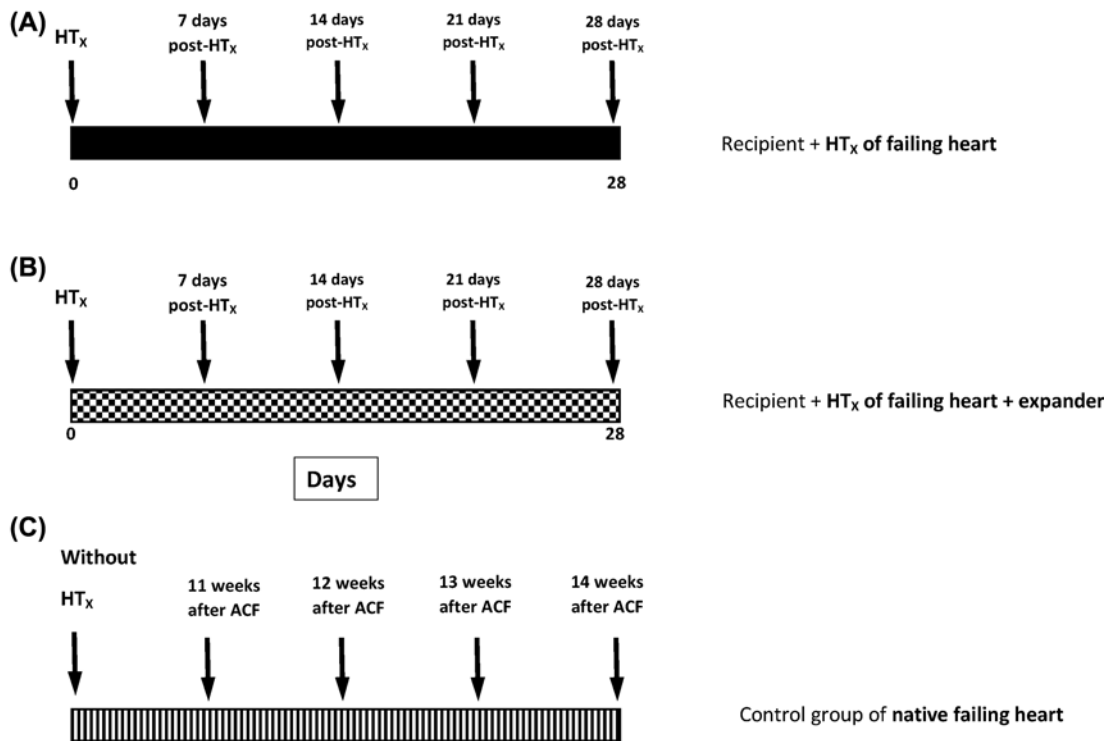 (A)
HTX
7 days
post-HTX
14 days
post-HTX
21 days
post-HTX
28 days
post-HTX
0
28
Recipient + HTX of failing heart
(B)
HTX
7 days
post-HTX
14 days
post-HTX
21 days
post-HTX
28 days
post-HTX
0
28
Recipient + HTX of failing heart + expander
Days
(C)
Without
HTX
11 weeks
after ACF
12 weeks
after ACF
13 weeks
after ACF
14 weeks
after ACF
Control group of native failing heart